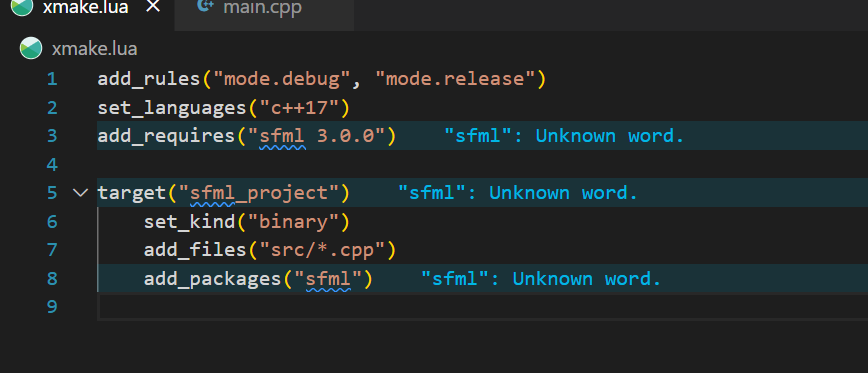 xmake.lua × main.cpp
xmake.lua
1 add_rules("mode.debug", "mode.release")
2 set_languages("c++17")
3 add_requires("sfml 3.0.0") "sfml": Unknown word.
4
5 target("sfml_project") "sfml": Unknown word.
6 set_kind("binary")
7 add_files("src/*.cpp")
8 add_packages("sfml") "sfml": Unknown word.
9